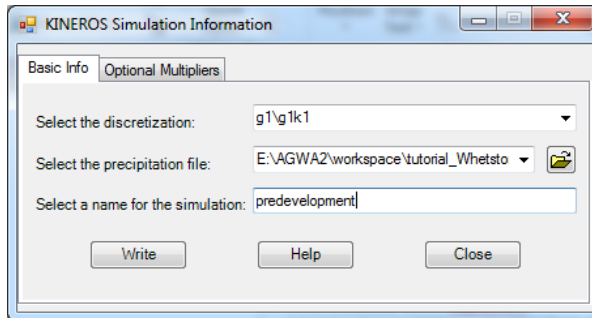 KINEROS Simulation Information
Basic Info Optional Multipliers
Select the discretization: g1\g1k1
Select the precipitation file: E:\AGWA2\workspace\tutorial_Whetsto
Select a name for the simulation: predevelopment
Write Help Close